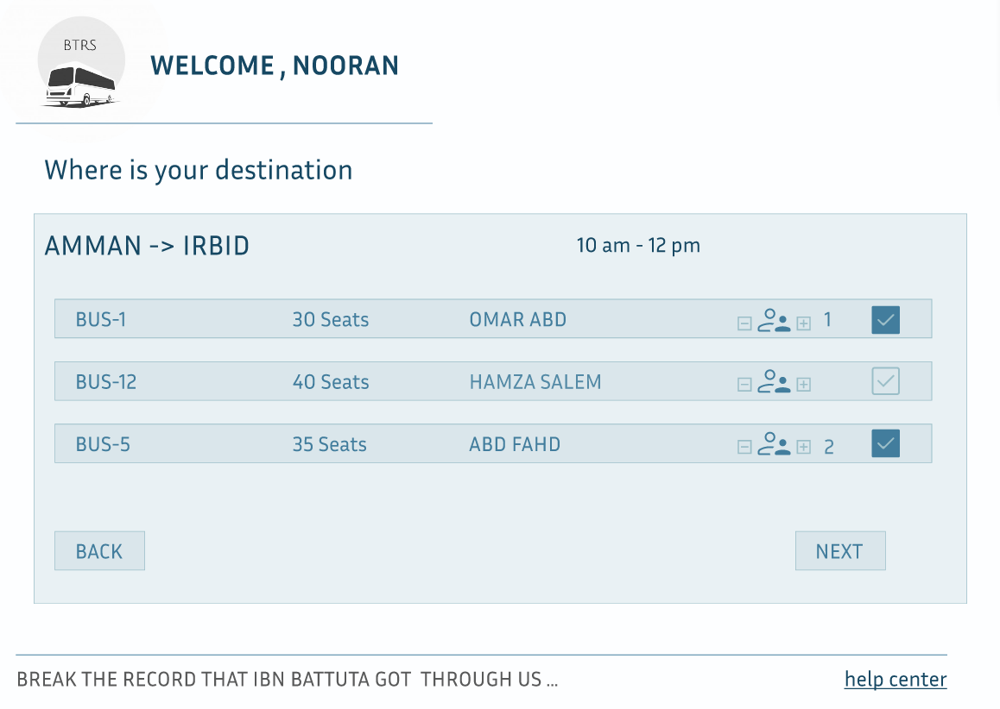 BTRS
WELCOME , NOORAN
Where is your destination
AMMAN -> IRBID 10 am - 12 pm
BUS-1 30 Seats OMAR ABD 1
BUS-12 40 Seats HAMZA SALEM
BUS-5 35 Seats ABD FAHD 2
BACK NEXT
BREAK THE RECORD THAT IBN BATTUTA GOT THROUGH US ... help center